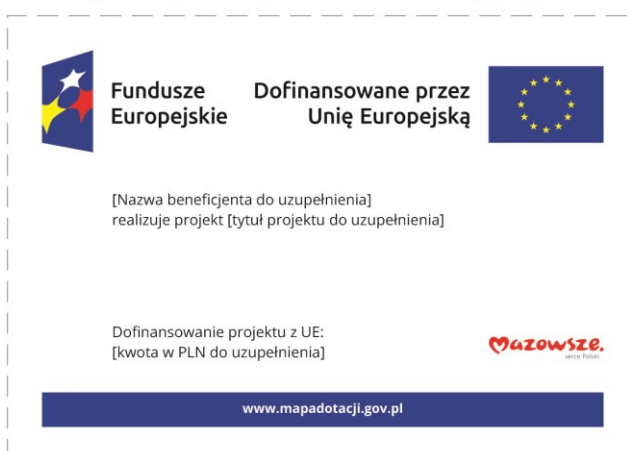 Fundusze
Europejskie
Dofinansowane przez
Unię Europejską
[Nazwa beneficjenta do uzupełnienia]
realizuje projekt [tytuł projektu do uzupełnienia]
Dofinansowanie projektu z UE:
[kwota w PLN do uzupełnienia]
Mazowsze.
serce Polski
www.mapadotacji.gov.pl